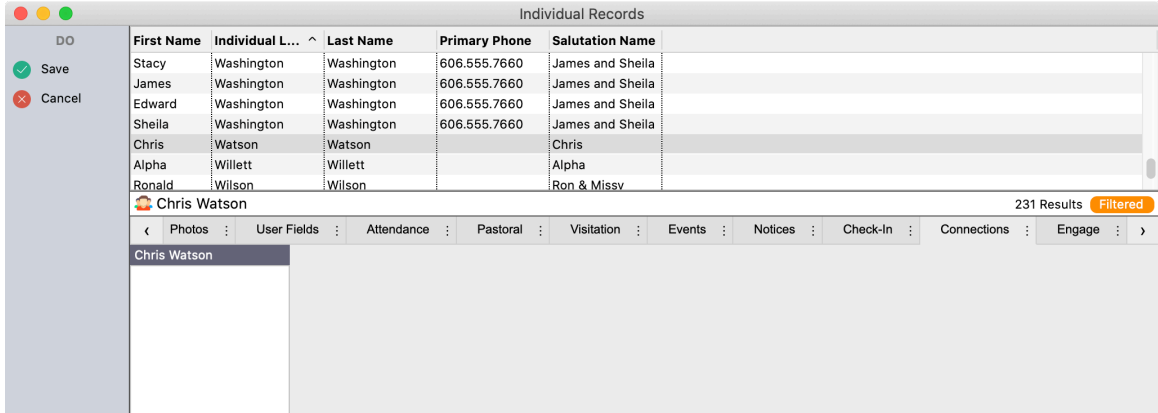 Individual Records
DO
Save
Cancel
First Name Individual L... ^ Last Name Primary Phone Salutation Name
Stacy Washington Washington 606.555.7660 James and Sheila
James Washington Washington 606.555.7660 James and Sheila
Edward Washington Washington 606.555.7660 James and Sheila
Sheila Washington Washington 606.555.7660 James and Sheila
Chris Watson Watson Chris
Alpha Willett Willett Alpha
Ronald Wilson Wilson Ron & Missy
Chris Watson 231 Results Filtered
‹ Photos ⋮ User Fields ⋮ Attendance ⋮ Pastoral ⋮ Visitation ⋮ Events ⋮ Notices ⋮ Check-In ⋮ Connections ⋮ Engage ⋮ ›
Chris Watson